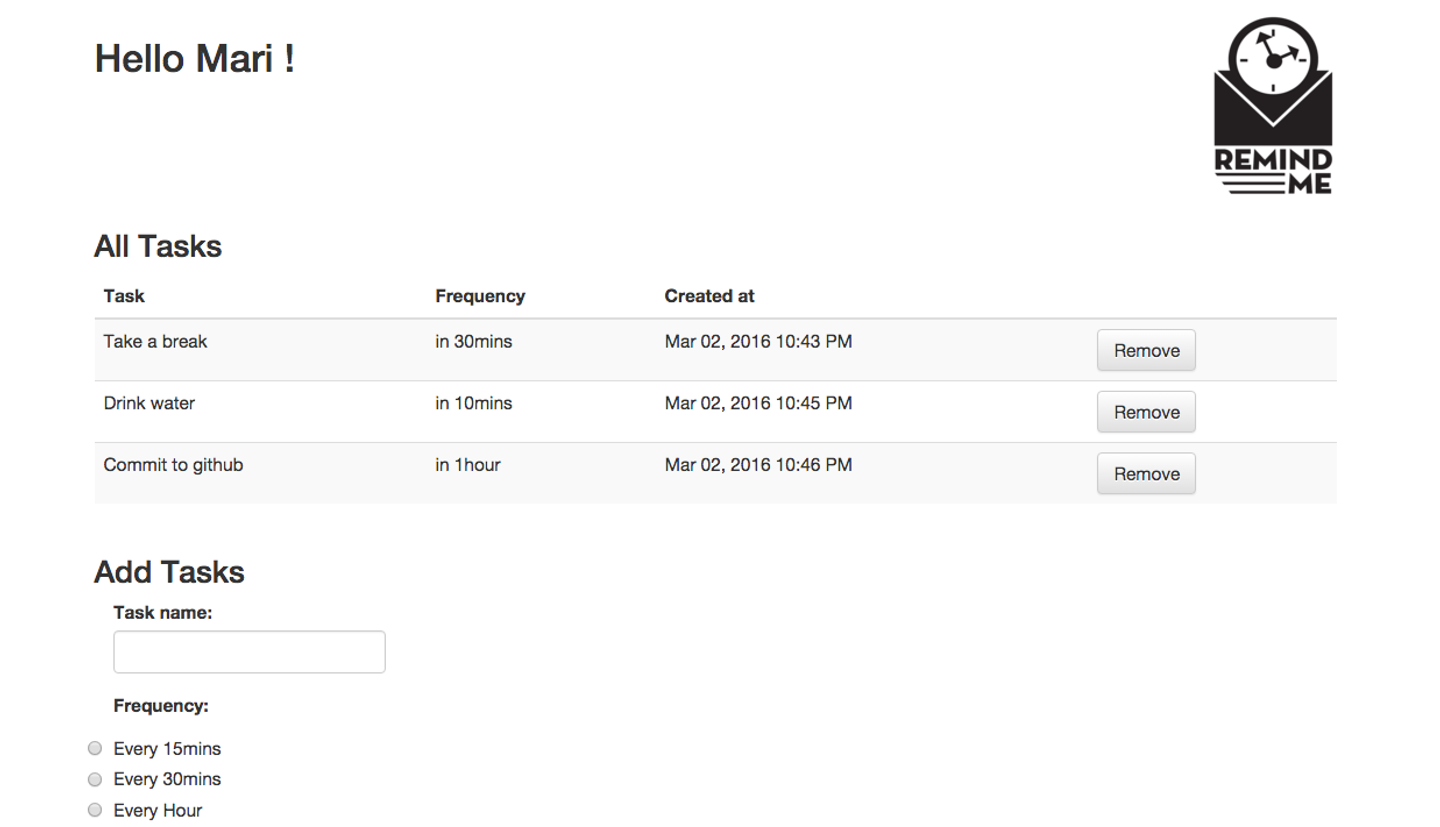 Hello Mari !
REMIND
ME
All Tasks
Task Frequency Created at
Take a break in 30mins Mar 02, 2016 10:43 PM Remove
Drink water in 10mins Mar 02, 2016 10:45 PM Remove
Commit to github in 1hour Mar 02, 2016 10:46 PM Remove
Add Tasks
Task name:
Frequency:
Every 15mins
Every 30mins
Every Hour